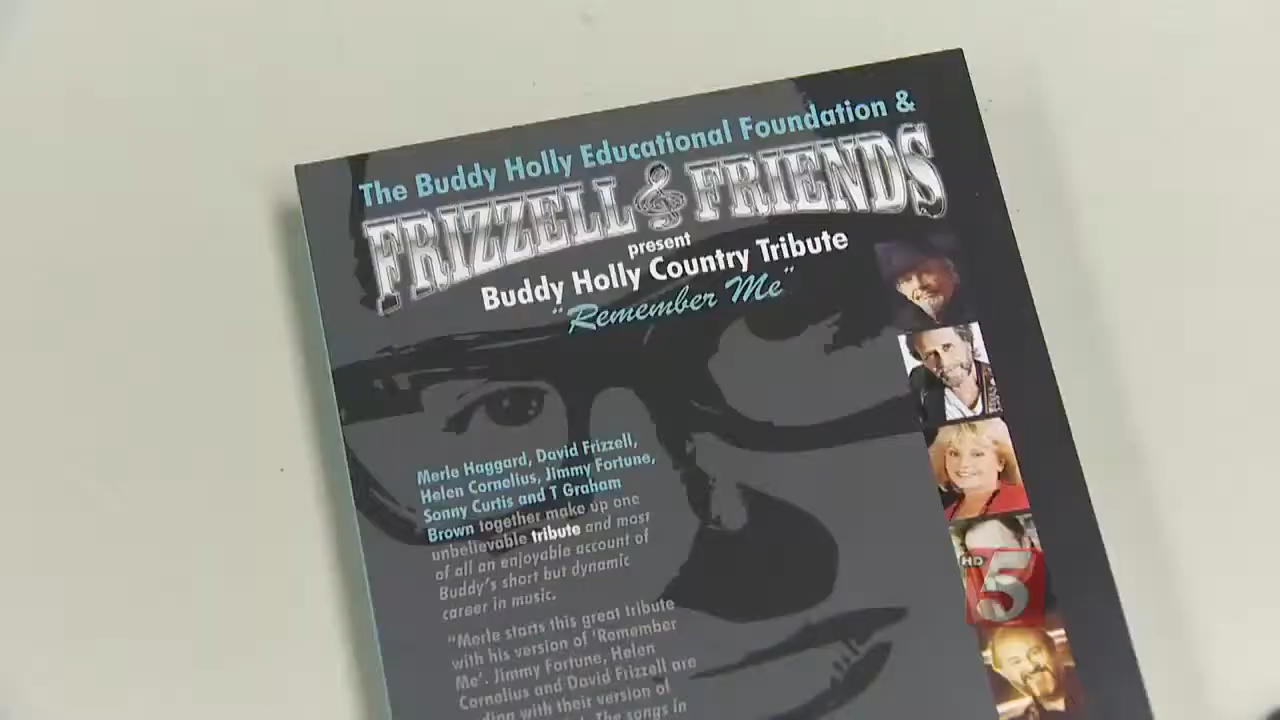 The Buddy Holly Educational Foundation &
FRIZZELL & FRIENDS
present
Buddy Holly Country Tribute
"Remember Me"
Merle Haggard, David Frizzell,
Helen Cornelius, Jimmy Fortune,
Sonny Curtis and T Graham
Brown together make up one
unbelievable tribute and most
of all an enjoyable account of
Buddy's short but dynamic
career in music.
"Merle starts this great tribute
with his version of 'Remember
Me'. Jimmy Fortune, Helen
Cornelius and David Frizzell are
with their version of
The songs in
HD 5